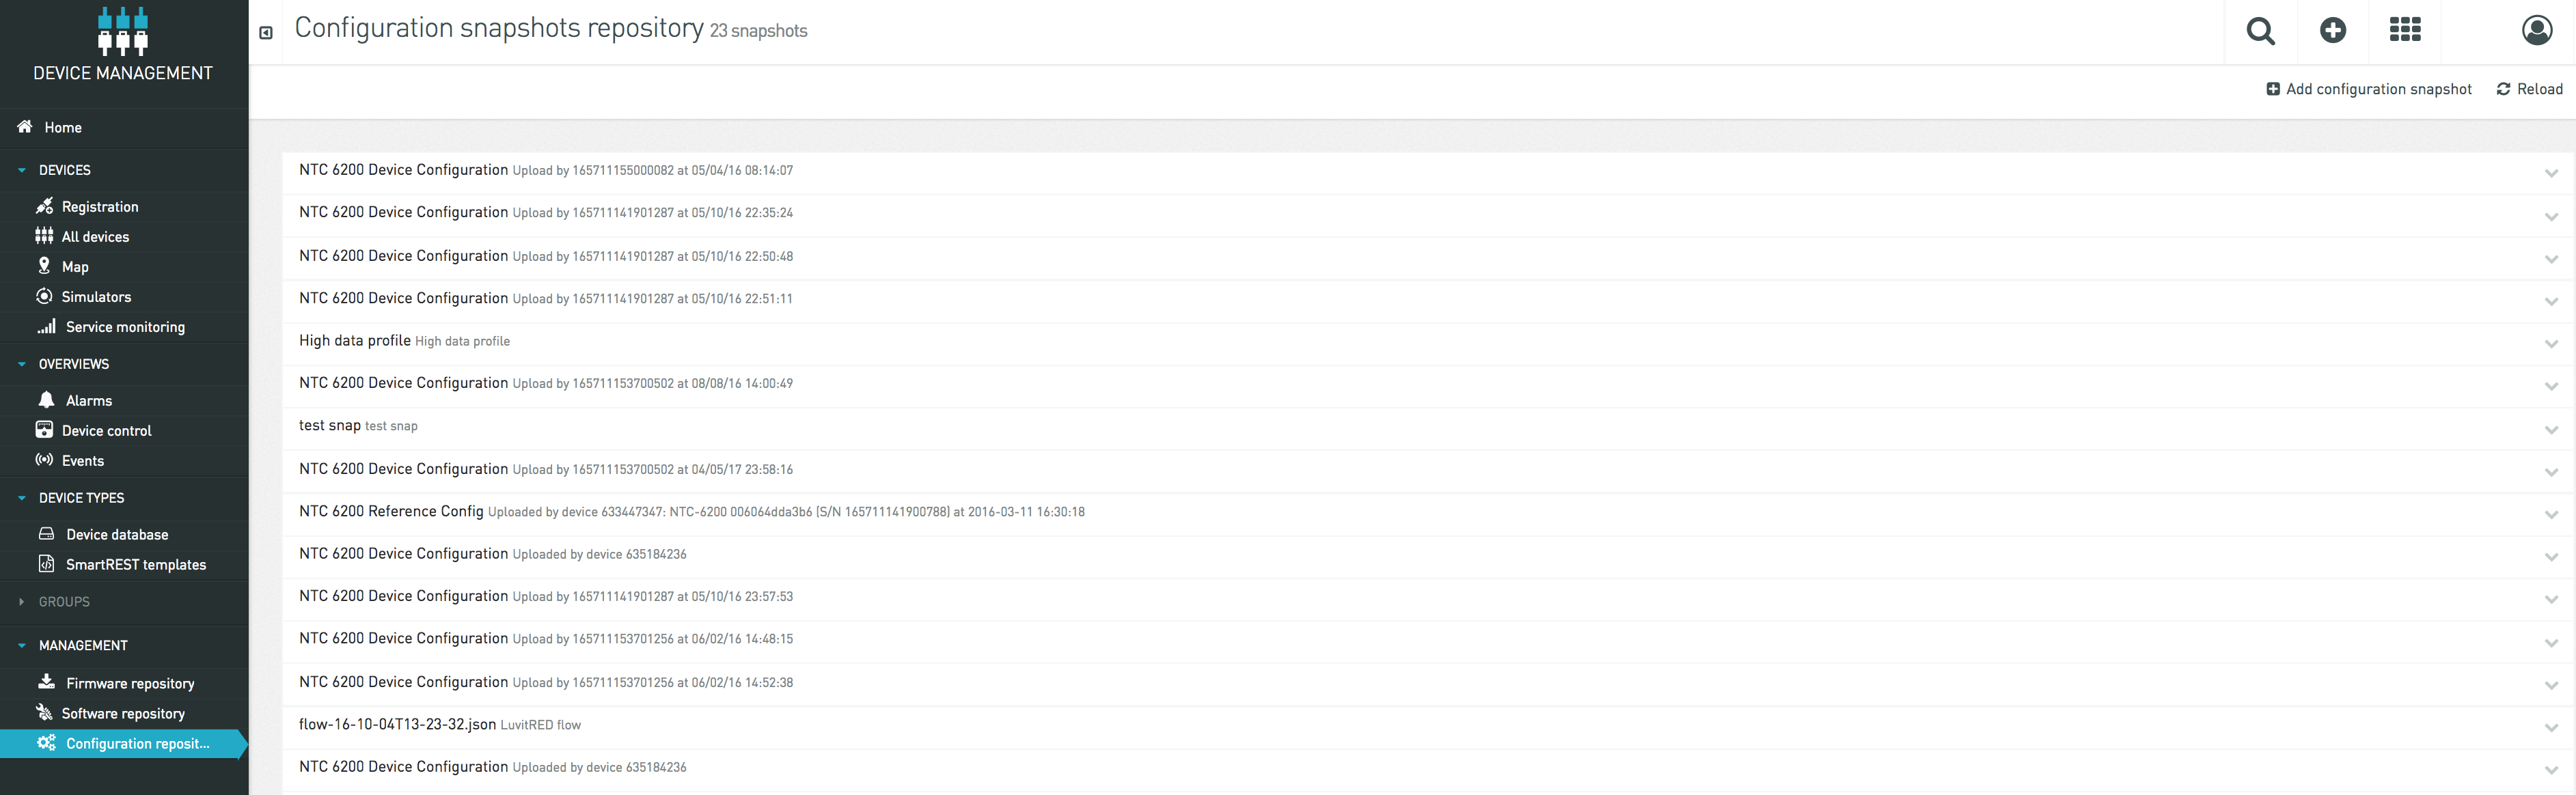 DEVICE MANAGEMENT
Home
DEVICES
Registration
All devices
Map
Simulators
Service monitoring
OVERVIEWS
Alarms
Device control
Events
DEVICE TYPES
Device database
SmartREST templates
GROUPS
MANAGEMENT
Firmware repository
Software repository
Configuration reposit...
Configuration snapshots repository 23 snapshots
Add configuration snapshot Reload
NTC 6200 Device Configuration Upload by 165711155000082 at 05/04/16 08:14:07
NTC 6200 Device Configuration Upload by 165711141901287 at 05/10/16 22:35:24
NTC 6200 Device Configuration Upload by 165711141901287 at 05/10/16 22:50:48
NTC 6200 Device Configuration Upload by 165711141901287 at 05/10/16 22:51:11
High data profile High data profile
NTC 6200 Device Configuration Upload by 165711153700502 at 08/08/16 14:00:49
test snap test snap
NTC 6200 Device Configuration Upload by 165711153700502 at 04/05/17 23:58:16
NTC 6200 Reference Config Uploaded by device 633447347: NTC-6200 006064dda3b6 (S/N 165711141900788) at 2016-03-11 16:30:18
NTC 6200 Device Configuration Uploaded by device 635184236
NTC 6200 Device Configuration Upload by 165711141901287 at 05/10/16 23:57:53
NTC 6200 Device Configuration Upload by 165711153701256 at 06/02/16 14:48:15
NTC 6200 Device Configuration Upload by 165711153701256 at 06/02/16 14:52:38
flow-16-10-04T13-23-32.json LuvitRED flow
NTC 6200 Device Configuration Uploaded by device 635184236